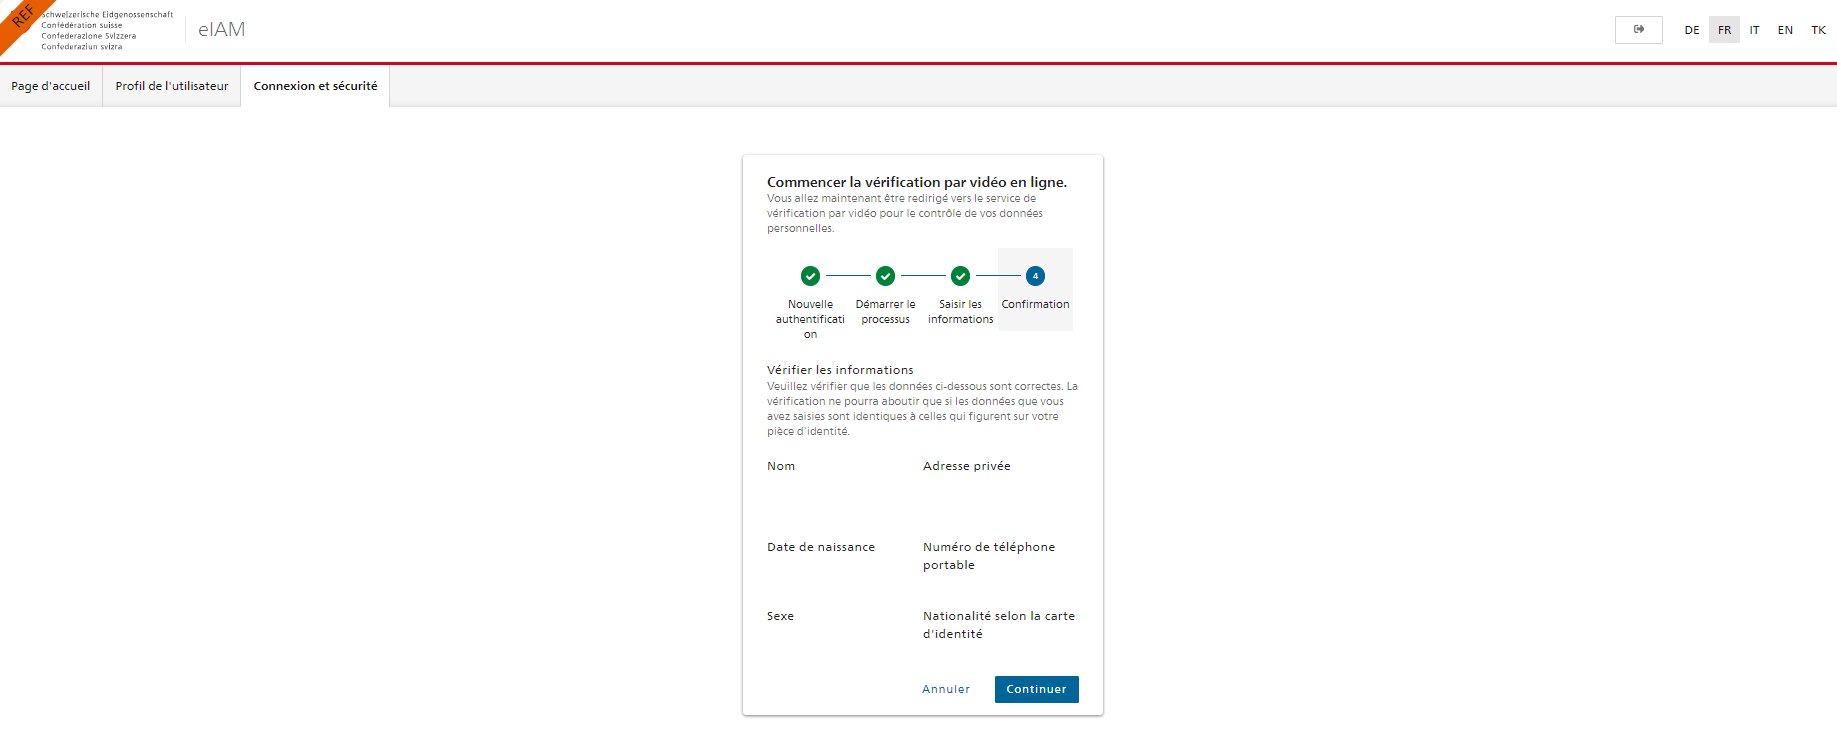 REF
Schweizerische Eidgenossenschaft
Confédération suisse
Confederazione Svizzera
Confederaziun svizra
eIAM
DE FR IT EN TK
Page d'accueil Profil de l'utilisateur Connexion et sécurité
Commencer la vérification par vidéo en ligne.
Vous allez maintenant être redirigé vers le service de
vérification par vidéo pour le contrôle de vos données
personnelles.
4
Nouvelle
authentificati
on
Démarrer le
processus
Saisir les
informations
Confirmation
Vérifier les informations
Veuillez vérifier que les données ci-dessous sont correctes. La
vérification ne pourra aboutir que si les données que vous
avez saisies sont identiques à celles qui figurent sur votre
pièce d'identité.
Nom
Adresse privée
Date de naissance
Numéro de téléphone
portable
Sexe
Nationalité selon la carte
d'identité
Annuler Continuer